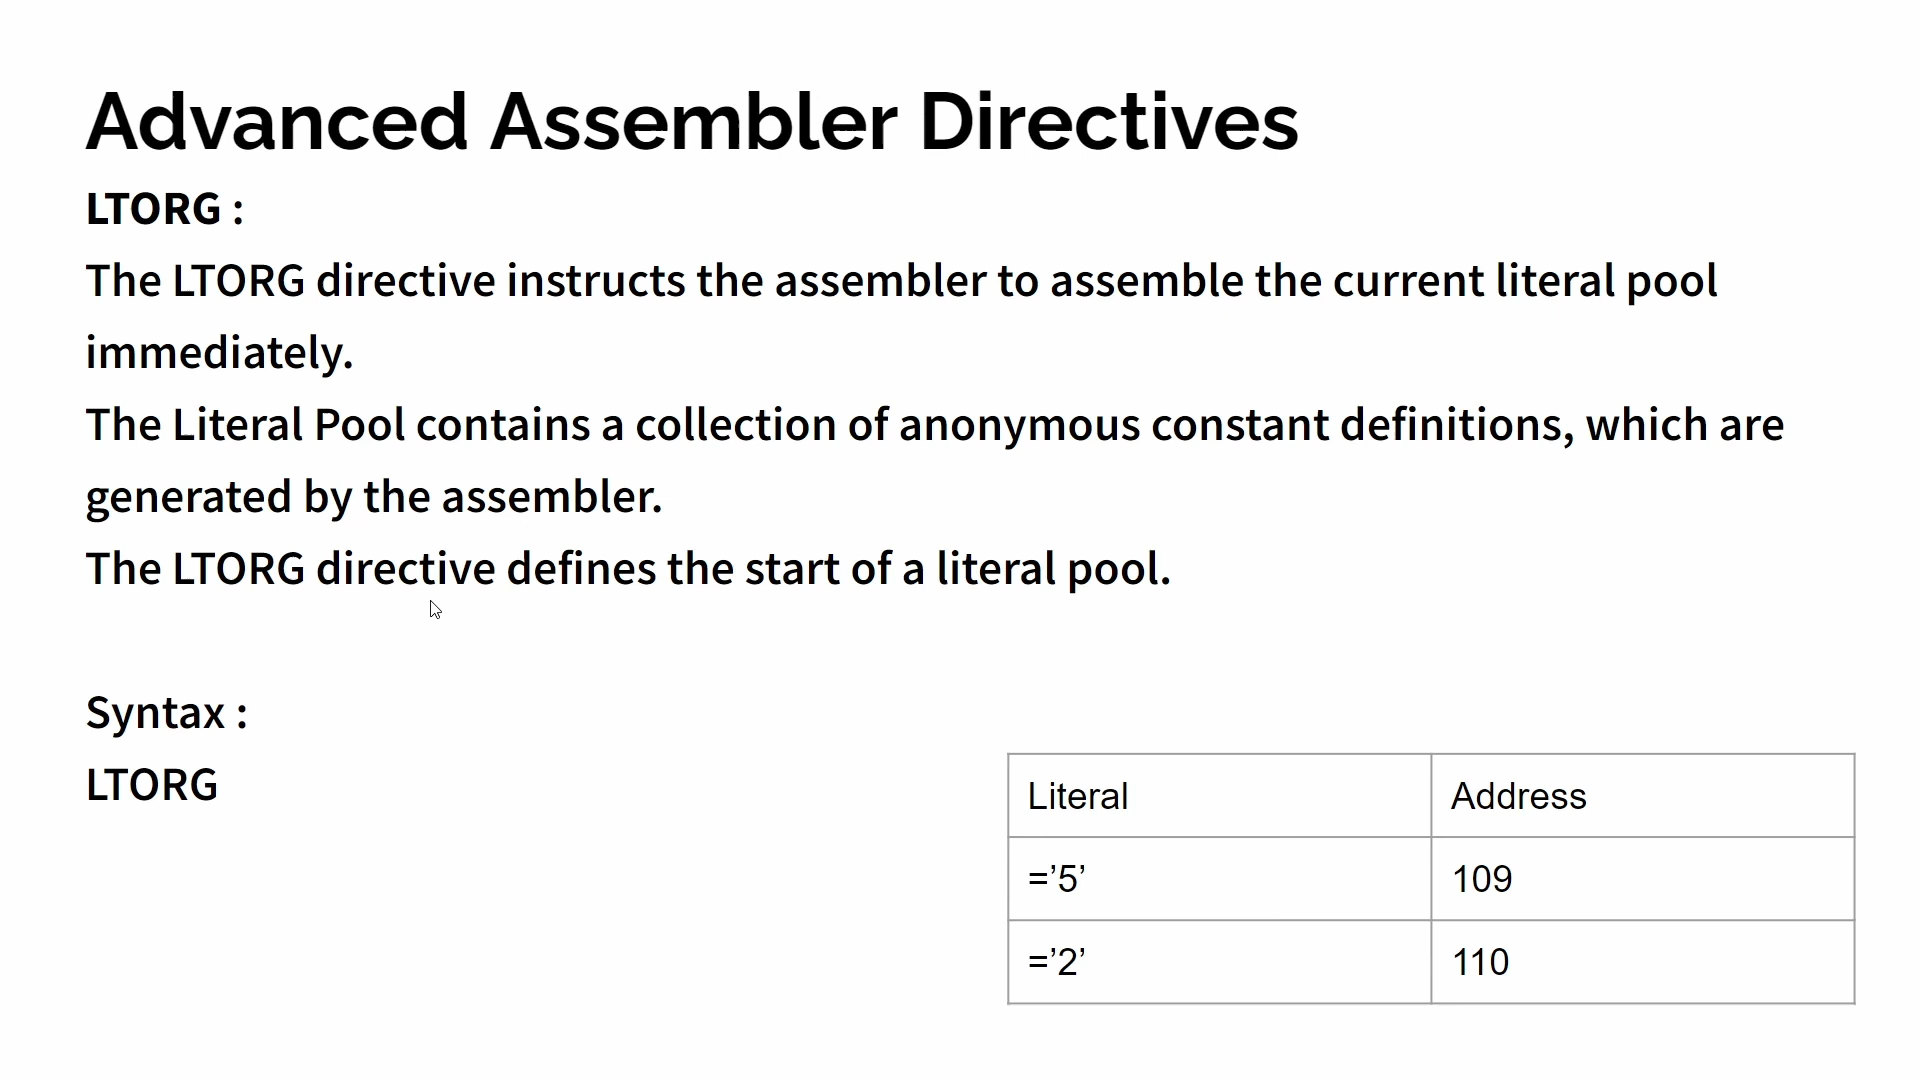 Advanced Assembler Directives
LTORG :
The LTORG directive instructs the assembler to assemble the current literal pool
immediately.
The Literal Pool contains a collection of anonymous constant definitions, which are
generated by the assembler.
The LTORG directive defines the start of a literal pool.
Syntax :
LTORG
Literal Address
=’5’ 109
=’2’ 110